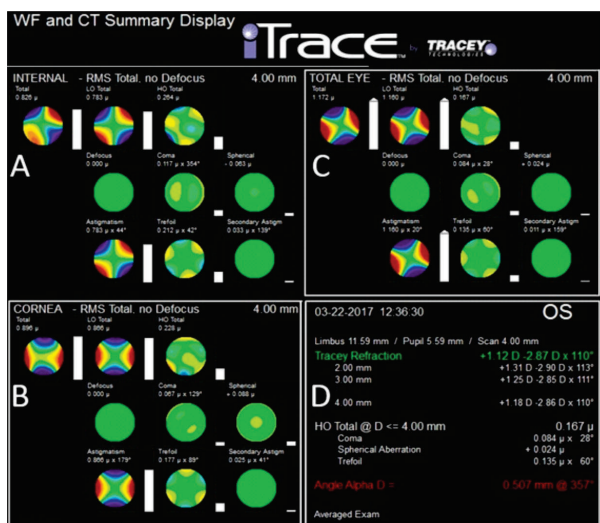 WF and CT Summary Display
iTrace™ by TRACEY TECHNOLOGIES
INTERNAL - RMS Total. no Defocus 4.00 mm
Total LO Total HO Total
0.826 µ 0.783 µ 0.264 µ
Defocus Coma Spherical
0.000 µ 0.117 µ x 354° - 0.063 µ
Astigmatism Trefoil Secondary Astigm
0.783 µ x 44° 0.212 µ x 42° 0.033 µ x 139°
A
TOTAL EYE - RMS Total. no Defocus 4.00 mm
Total LO Total HO Total
1.172 µ 1.160 µ 0.167 µ
Defocus Coma Spherical
0.000 µ 0.084 µ x 28° + 0.024 µ
Astigmatism Trefoil Secondary Astigm
1.160 µ x 20° 0.135 µ x 60° 0.011 µ x 159°
C
CORNEA - RMS Total. no Defocus 4.00 mm
Total LO Total HO Total
0.896 µ 0.866 µ 0.228 µ
Defocus Coma Spherical
0.000 µ 0.067 µ x 129° + 0.088 µ
Astigmatism Trefoil Secondary Astigm
0.866 µ x 179° 0.177 µ x 89° 0.025 µ x 41°
B
03-22-2017 12:36:30 OS
Limbus 11.59 mm / Pupil 5.59 mm / Scan 4.00 mm
Tracey Refraction +1.12 D -2.87 D x 110°
2.00 mm +1.31 D -2.90 D x 113°
3.00 mm +1.25 D -2.85 D x 111°
4.00 mm +1.18 D -2.86 D x 110°
D
HO Total @ D <= 4.00 mm 0.167 µ
Coma 0.084 µ x 28°
Spherical Aberration + 0.024 µ
Trefoil 0.135 µ x 60°
Angle Alpha D = 0.507 mm @ 357°
Averaged Exam